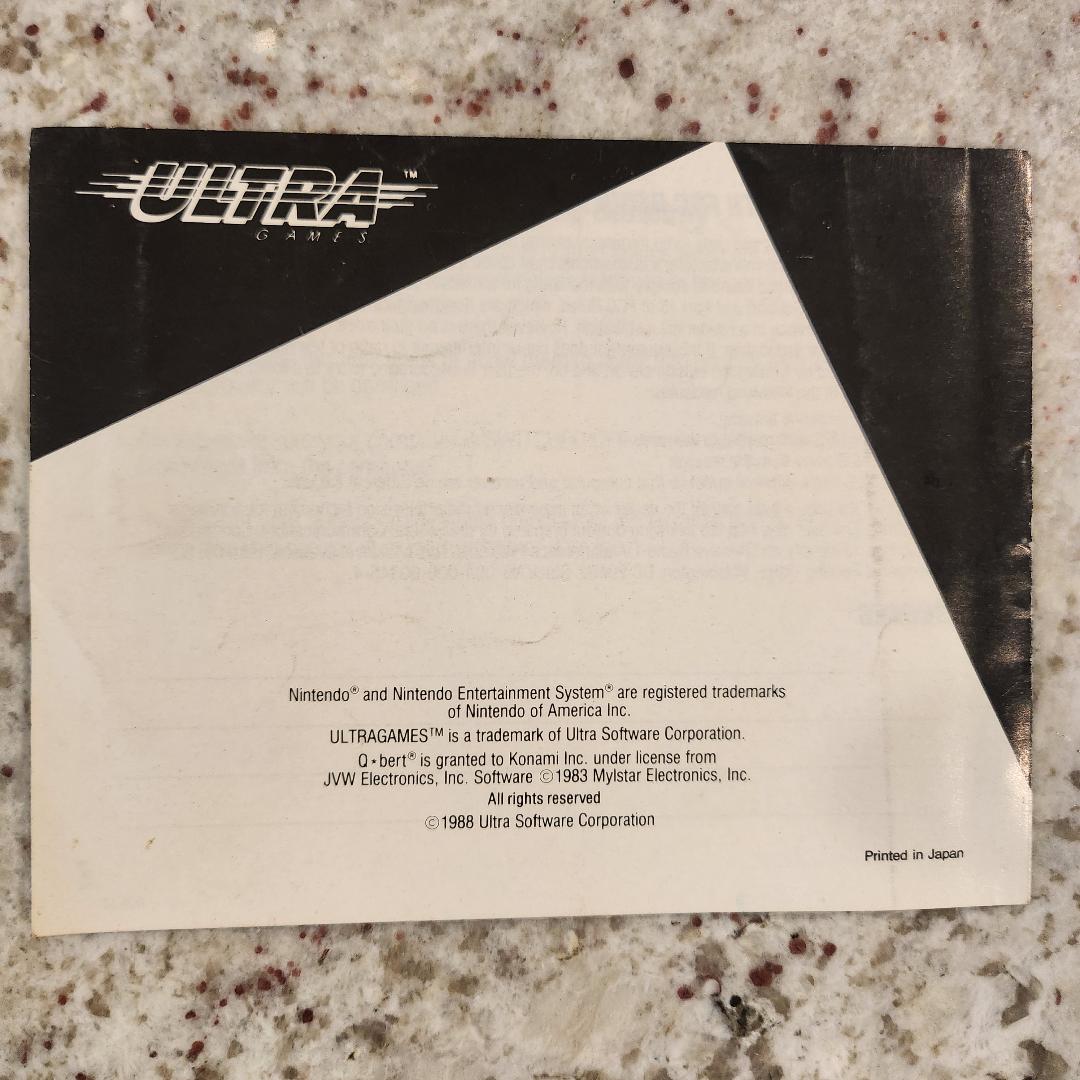 ULTRA™
GAMES
Nintendo® and Nintendo Entertainment System® are registered trademarks
of Nintendo of America Inc.
ULTRAGAMES™ is a trademark of Ultra Software Corporation.
Q★bert® is granted to Konami Inc. under license from
JVW Electronics, Inc. Software ©1983 Mylstar Electronics, Inc.
All rights reserved
©1988 Ultra Software Corporation
Printed in Japan